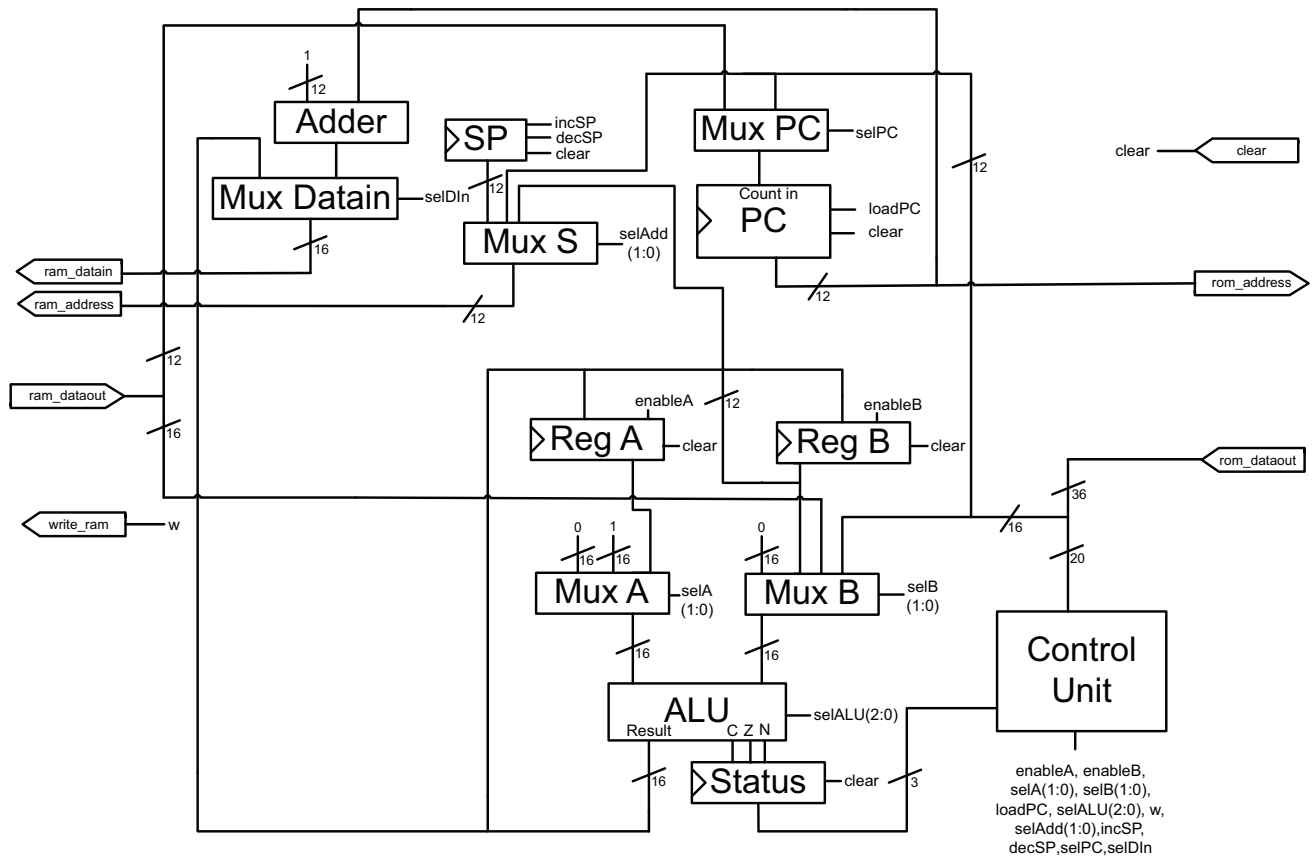 1
12
Adder
SP
incSP
decSP
clear
12
Mux PC
selPC
12
clear
clear
Mux Datain
selDIn
16
Count in
PC
loadPC
clear
12
Mux S
selAdd
(1:0)
12
ram_datain
ram_address
rom_address
12
ram_dataout
16
enableA
Reg A
clear
12
enableB
Reg B
clear
rom_dataout
36
16
20
write_ram
w
0
16
1
16
Mux A
selA
(1:0)
16
0
16
Mux B
selB
(1:0)
16
Control
Unit
ALU
Result
C Z N
selALU(2:0)
16
Status
clear
3
enableA, enableB,
selA(1:0), selB(1:0),
loadPC, selALU(2:0), w,
selAdd(1:0),incSP,
decSP,selPC,selDIn